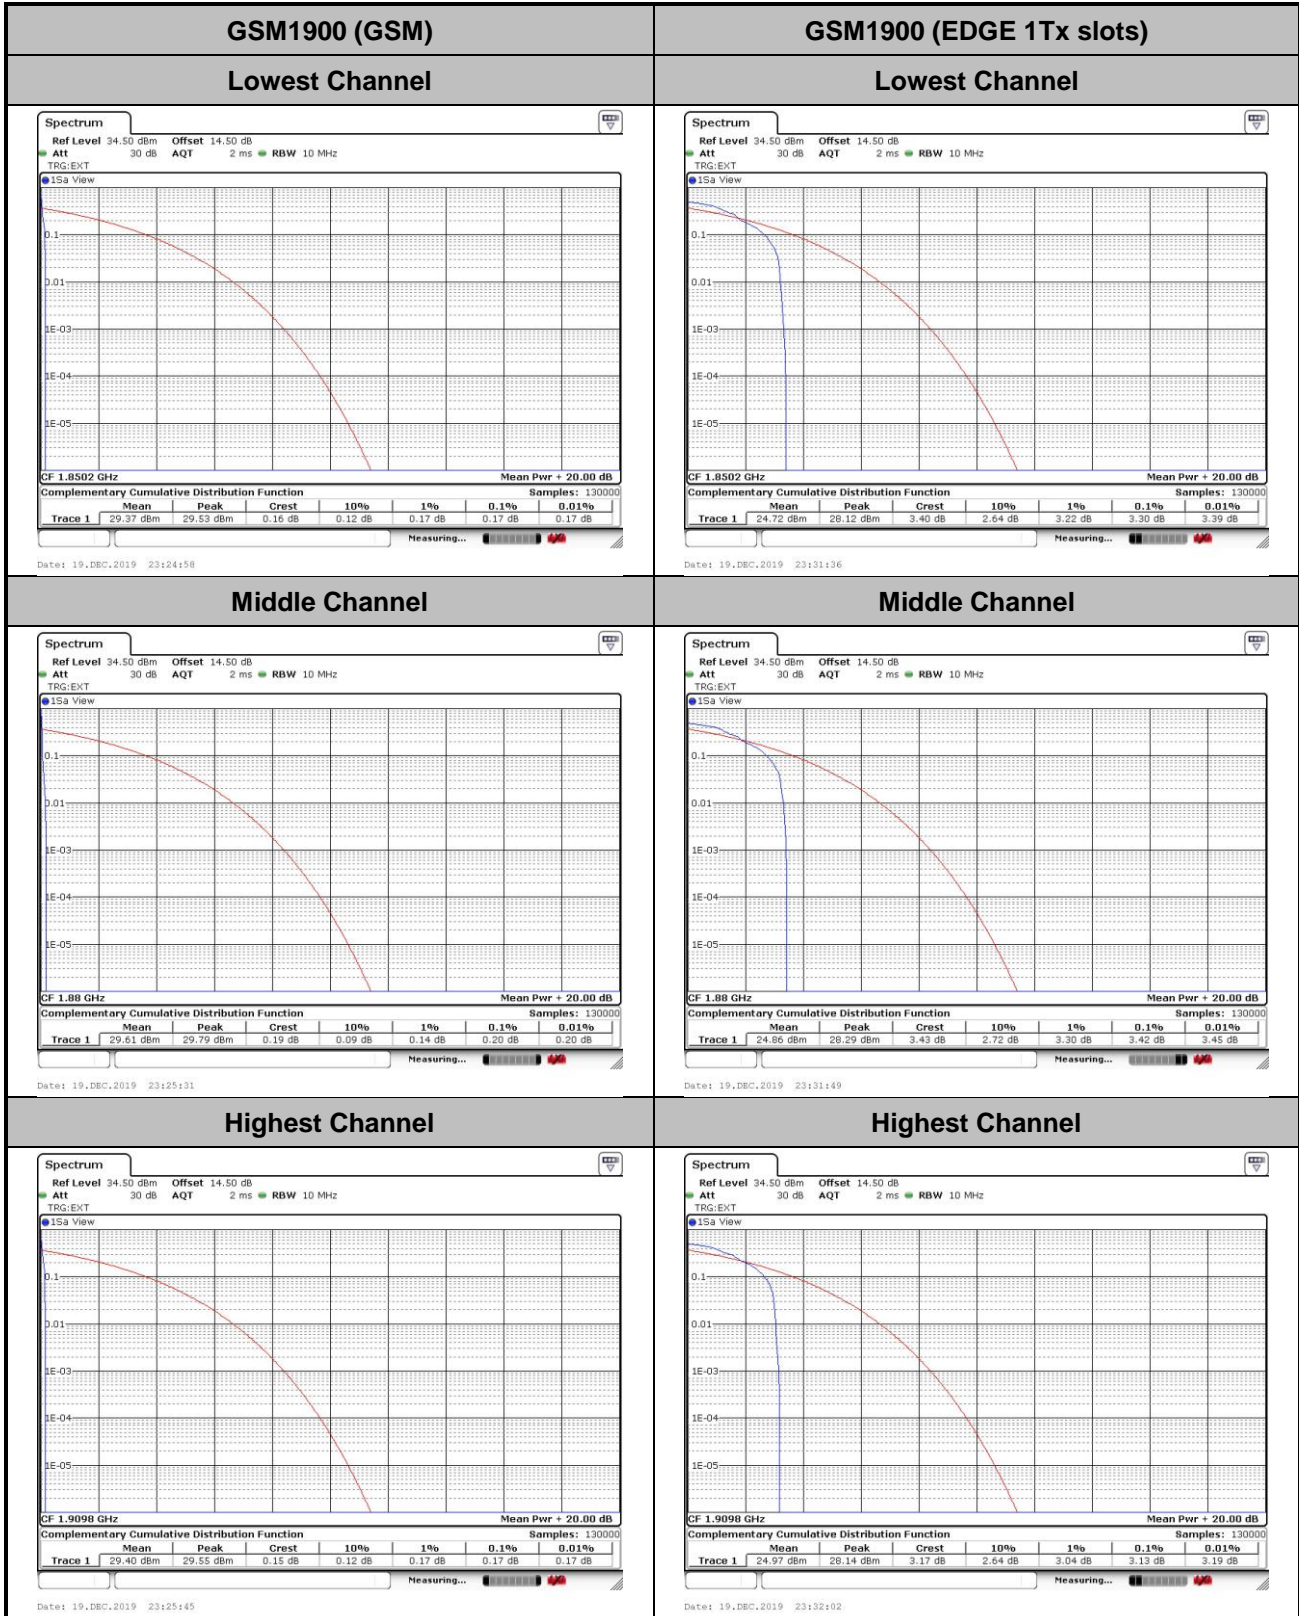 GSM1900 (GSM) GSM1900 (EDGE 1Tx slots)
Lowest Channel Lowest Channel
Spectrum
Ref Level 34.50 dBm Offset 14.50 dB
Att 30 dB AQT 2 ms RBW 10 MHz
TRG:EXT
1Sa View
0.1
0.01
1E-03
1E-04
1E-05
CF 1.8502 GHz Mean Pwr + 20.00 dB
Complementary Cumulative Distribution Function Samples: 130000
Mean Peak Crest 10% 1% 0.1% 0.01%
Trace 1 29.37 dBm 29.53 dBm 0.16 dB 0.12 dB 0.17 dB 0.17 dB 0.17 dB
Measuring...
Date: 19.DEC.2019 23:24:58
Spectrum
Ref Level 34.50 dBm Offset 14.50 dB
Att 30 dB AQT 2 ms RBW 10 MHz
TRG:EXT
1Sa View
0.1
0.01
1E-03
1E-04
1E-05
CF 1.8502 GHz Mean Pwr + 20.00 dB
Complementary Cumulative Distribution Function Samples: 130000
Mean Peak Crest 10% 1% 0.1% 0.01%
Trace 1 24.72 dBm 28.12 dBm 3.40 dB 2.64 dB 3.22 dB 3.30 dB 3.39 dB
Measuring...
Date: 19.DEC.2019 23:31:36
Middle Channel Middle Channel
Spectrum
Ref Level 34.50 dBm Offset 14.50 dB
Att 30 dB AQT 2 ms RBW 10 MHz
TRG:EXT
1Sa View
0.1
0.01
1E-03
1E-04
1E-05
CF 1.88 GHz Mean Pwr + 20.00 dB
Complementary Cumulative Distribution Function Samples: 130000
Mean Peak Crest 10% 1% 0.1% 0.01%
Trace 1 29.61 dBm 29.79 dBm 0.19 dB 0.09 dB 0.14 dB 0.20 dB 0.20 dB
Measuring...
Date: 19.DEC.2019 23:25:31
Spectrum
Ref Level 34.50 dBm Offset 14.50 dB
Att 30 dB AQT 2 ms RBW 10 MHz
TRG:EXT
1Sa View
0.1
0.01
1E-03
1E-04
1E-05
CF 1.88 GHz Mean Pwr + 20.00 dB
Complementary Cumulative Distribution Function Samples: 130000
Mean Peak Crest 10% 1% 0.1% 0.01%
Trace 1 24.86 dBm 28.29 dBm 3.43 dB 2.72 dB 3.30 dB 3.42 dB 3.45 dB
Measuring...
Date: 19.DEC.2019 23:31:49
Highest Channel Highest Channel
Spectrum
Ref Level 34.50 dBm Offset 14.50 dB
Att 30 dB AQT 2 ms RBW 10 MHz
TRG:EXT
1Sa View
0.1
0.01
1E-03
1E-04
1E-05
CF 1.9098 GHz Mean Pwr + 20.00 dB
Complementary Cumulative Distribution Function Samples: 130000
Mean Peak Crest 10% 1% 0.1% 0.01%
Trace 1 29.40 dBm 29.55 dBm 0.15 dB 0.12 dB 0.17 dB 0.17 dB 0.17 dB
Measuring...
Date: 19.DEC.2019 23:25:45
Spectrum
Ref Level 34.50 dBm Offset 14.50 dB
Att 30 dB AQT 2 ms RBW 10 MHz
TRG:EXT
1Sa View
0.1
0.01
1E-03
1E-04
1E-05
CF 1.9098 GHz Mean Pwr + 20.00 dB
Complementary Cumulative Distribution Function Samples: 130000
Mean Peak Crest 10% 1% 0.1% 0.01%
Trace 1 24.97 dBm 28.14 dBm 3.17 dB 2.64 dB 3.04 dB 3.13 dB 3.19 dB
Measuring...
Date: 19.DEC.2019 23:32:02